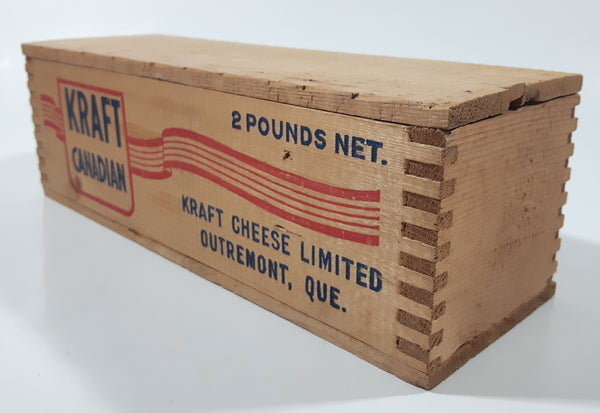 KRAFT
CANADIAN
2 POUNDS NET.
KRAFT CHEESE LIMITED
OUTREMONT, QUE.